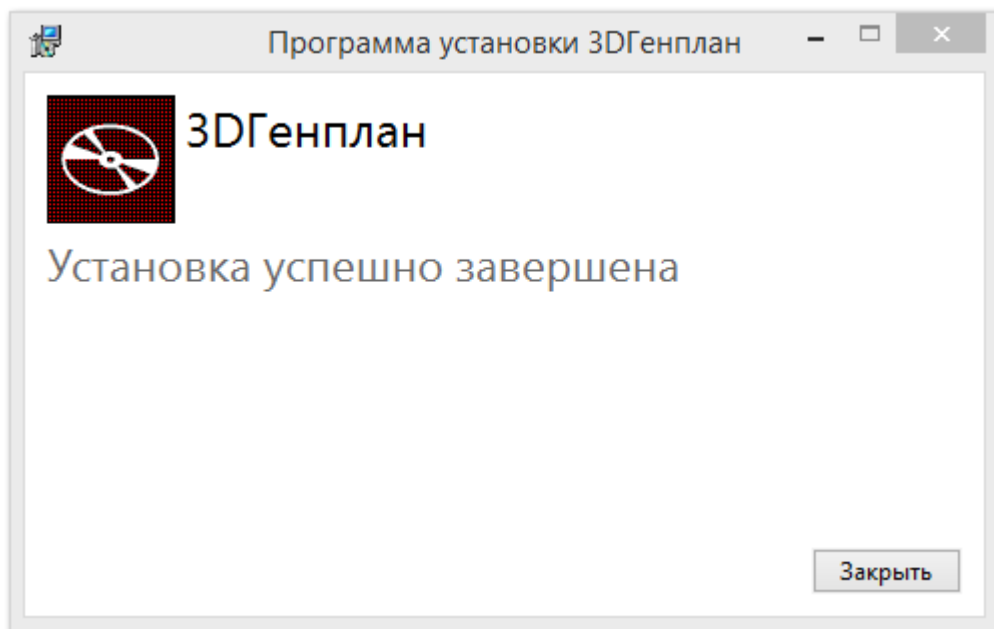 Программа установки 3DГенплан
3DГенплан
Установка успешно завершена
Закрыть